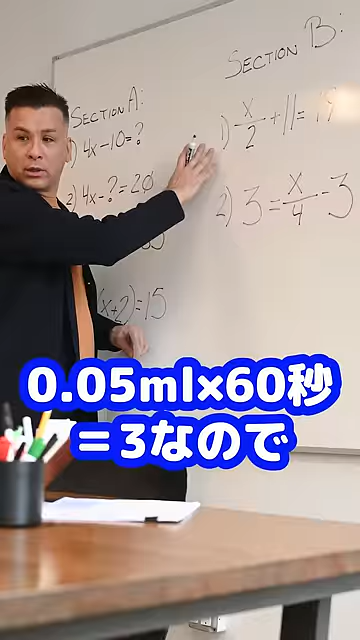 SECTION A:
1) 4x-10=?
2) 4x-?=20
(x+2)=15
SECTION B:
1) x/2 +11=
2) 3=x/4-3
0.05ml×60秒
=3なので